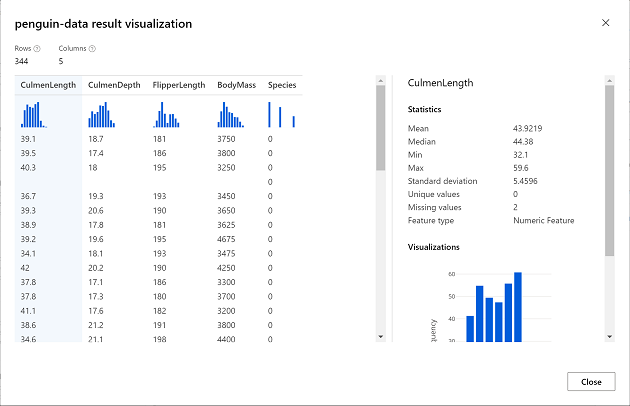 penguin-data result visualization
Rows ? Columns ?
344 5
CulmenLength CulmenDepth FlipperLength BodyMass Species
39.1 18.7 181 3750 0
39.5 17.4 186 3800 0
40.3 18 195 3250 0
0
36.7 19.3 193 3450 0
39.3 20.6 190 3650 0
38.9 17.8 181 3625 0
39.2 19.6 195 4675 0
34.1 18.1 193 3475 0
42 20.2 190 4250 0
37.8 17.1 186 3300 0
37.8 17.3 180 3700 0
41.1 17.6 182 3200 0
38.6 21.2 191 3800 0
34.6 21.1 198 4400 0
CulmenLength
Statistics
Mean 43.9219
Median 44.38
Min 32.1
Max 59.6
Standard deviation 5.4596
Unique values 0
Missing values 2
Feature type Numeric Feature
Visualizations
60
50
40
30
Close